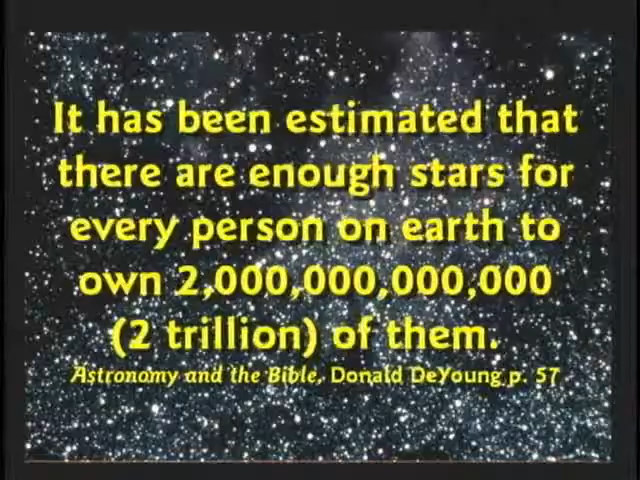 It has been estimated that
there are enough stars for
every person on earth to
own 2,000,000,000,000
(2 trillion) of them.
Astronomy and the Bible, Donald DeYoung p. 57